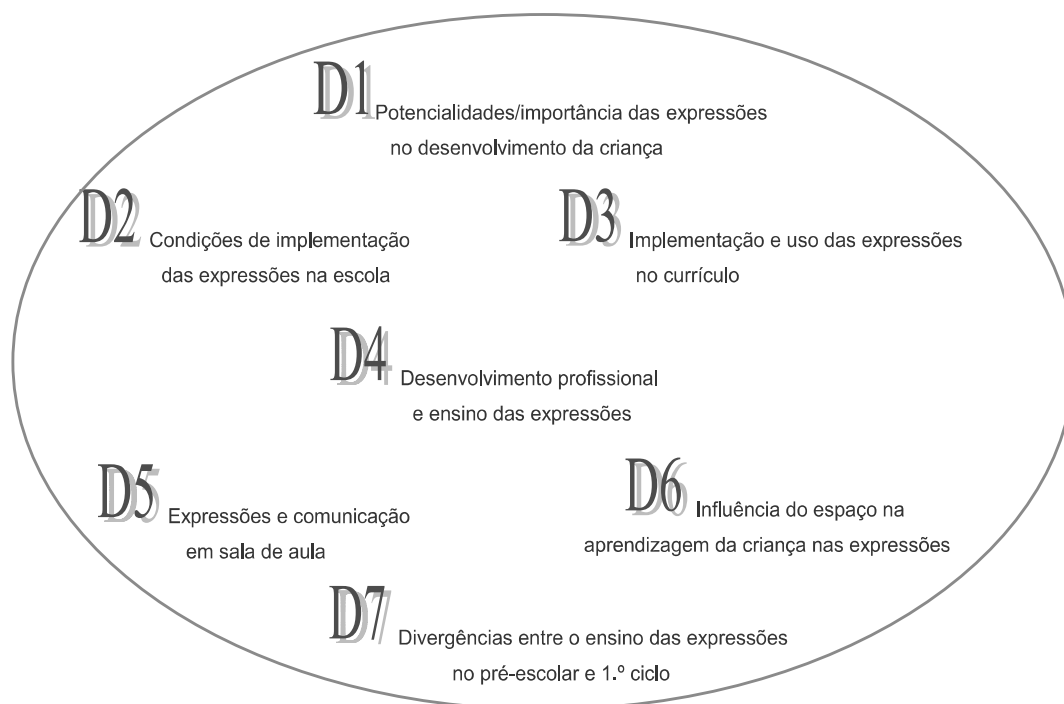 D1 Potencialidades/importância das expressões
no desenvolvimento da criança
D2 Condições de implementação
das expressões na escola
D3 Implementação e uso das expressões
no currículo
D4 Desenvolvimento profissional
e ensino das expressões
D5 Expressões e comunicação
em sala de aula
D6 Influência do espaço na
aprendizagem da criança nas expressões
D7 Divergências entre o ensino das expressões
no pré-escolar e 1.º ciclo